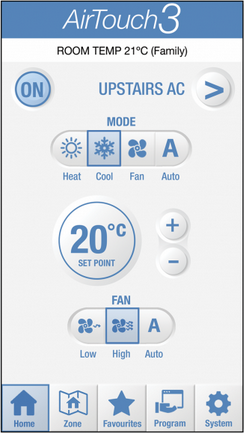 AirTouch3
ROOM TEMP 21ºC (Family)
ON UPSTAIRS AC >
MODE
A
Heat Cool Fan Auto
20°C
SET POINT
+
−
FAN
A
Low High Auto
Home Zone Favourites Program System